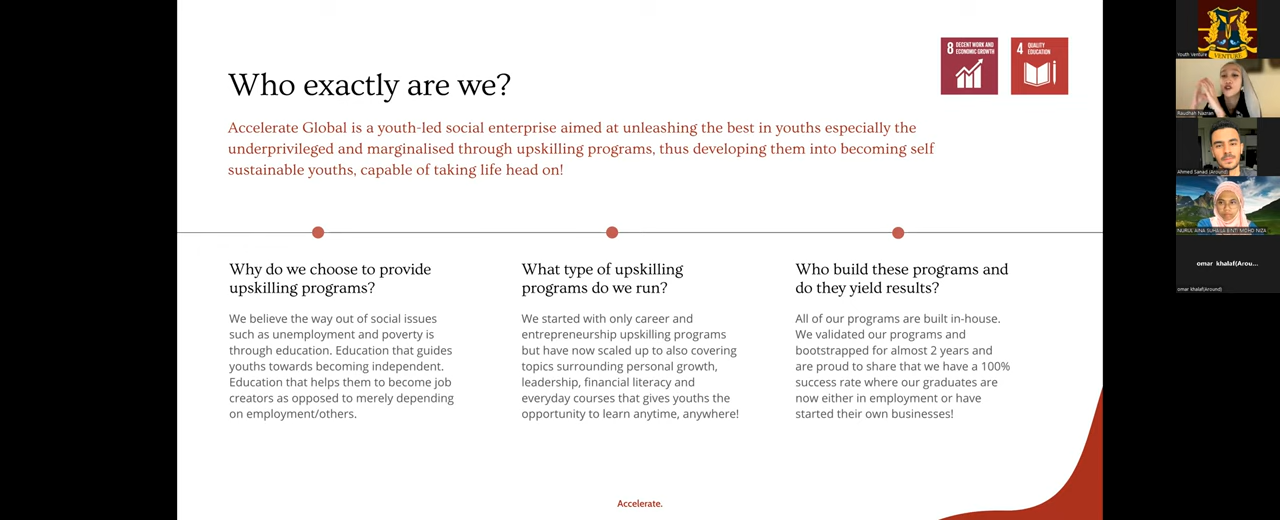 8 DECENT WORK AND
ECONOMIC GROWTH
4 QUALITY
EDUCATION
Who exactly are we?
Accelerate Global is a youth-led social enterprise aimed at unleashing the best in youths especially the
underprivileged and marginalised through upskilling programs, thus developing them into becoming self
sustainable youths, capable of taking life head on!
Why do we choose to provide
upskilling programs?
We believe the way out of social issues
such as unemployment and poverty is
through education. Education that guides
youths towards becoming independent.
Education that helps them to become job
creators as opposed to merely depending
on employment/others.
What type of upskilling
programs do we run?
We started with only career and
entrepreneurship upskilling programs
but have now scaled up to also covering
topics surrounding personal growth,
leadership, financial literacy and
everyday courses that gives youths the
opportunity to learn anytime, anywhere!
Who build these programs and
do they yield results?
All of our programs are built in-house.
We validated our programs and
bootstrapped for almost 2 years and
are proud to share that we have a 100%
success rate where our graduates are
now either in employment or have
started their own businesses!
Accelerate.
VENTURE
Youth Venture
Raudhah Nazran
Ahmed Sanad (Around)
NURUL AINA SUHAILA BINTI MOHD NIZA
omar khalaf(Arou...
omar khalaf(Around)